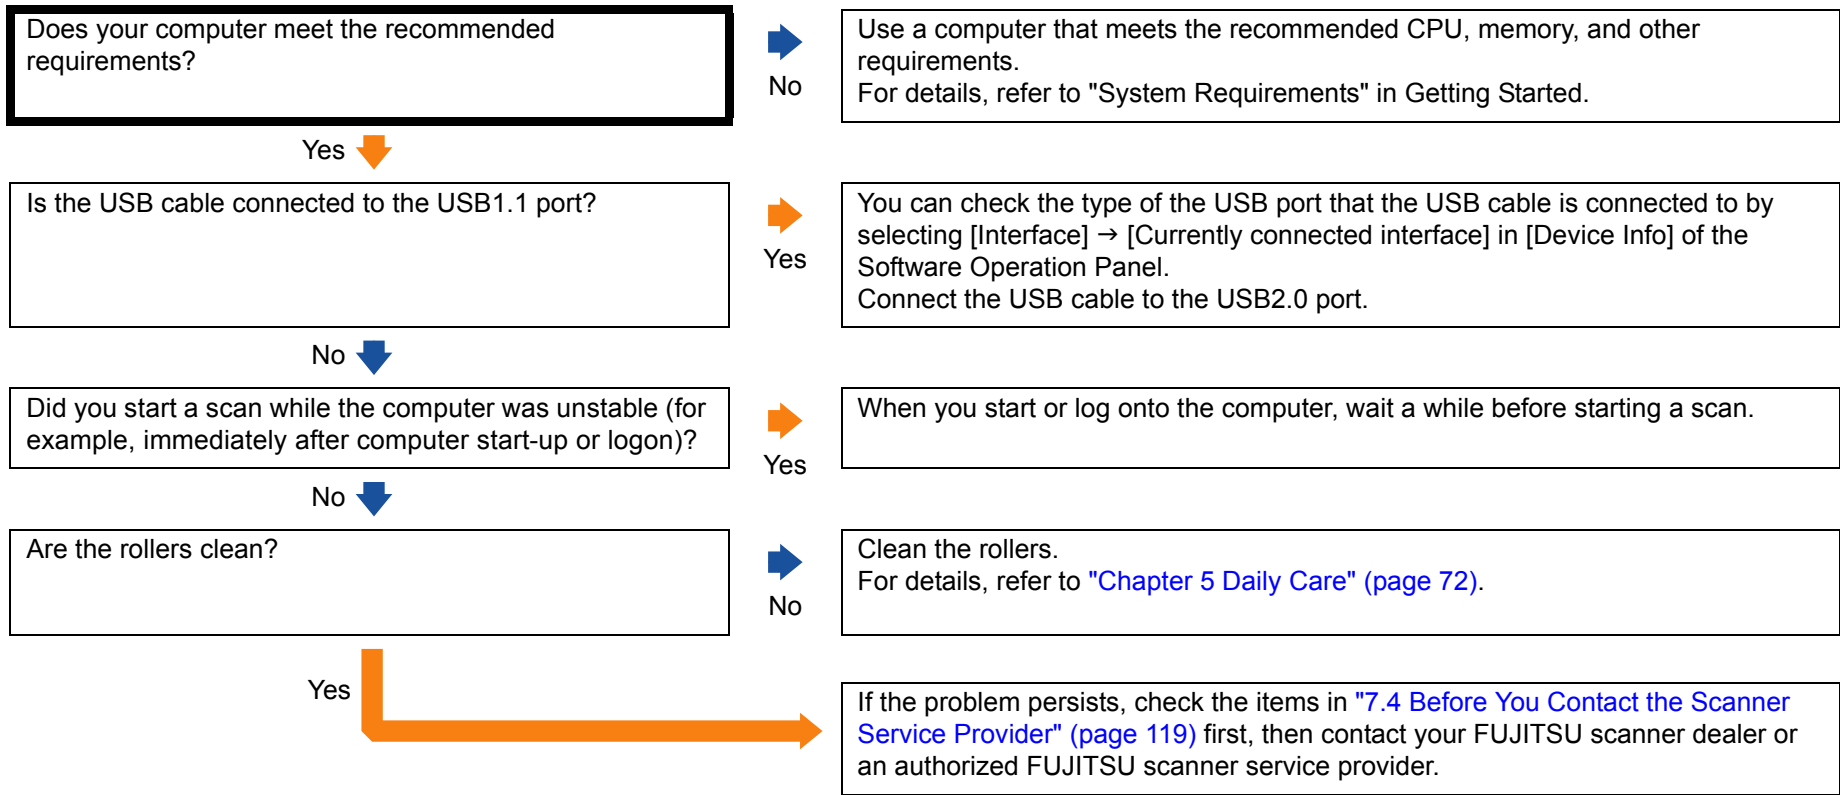 Does your computer meet the recommended
requirements?
No
Use a computer that meets the recommended CPU, memory, and other
requirements.
For details, refer to "System Requirements" in Getting Started.
Yes
Is the USB cable connected to the USB1.1 port?
Yes
You can check the type of the USB port that the USB cable is connected to by
selecting [Interface] → [Currently connected interface] in [Device Info] of the
Software Operation Panel.
Connect the USB cable to the USB2.0 port.
No
Did you start a scan while the computer was unstable (for
example, immediately after computer start-up or logon)?
Yes
When you start or log onto the computer, wait a while before starting a scan.
No
Are the rollers clean?
No
Clean the rollers.
For details, refer to "Chapter 5 Daily Care" (page 72).
Yes
If the problem persists, check the items in "7.4 Before You Contact the Scanner
Service Provider" (page 119) first, then contact your FUJITSU scanner dealer or
an authorized FUJITSU scanner service provider.